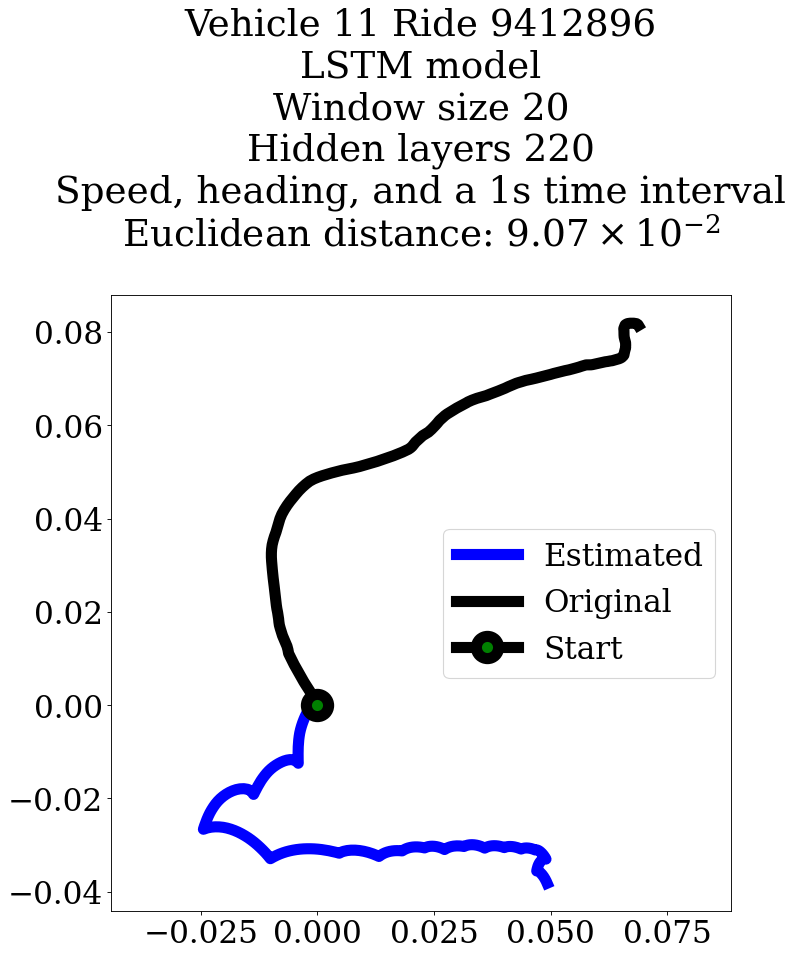 Vehicle 11 Ride 9412896
LSTM model
Window size 20
Hidden layers 220
Speed, heading, and a 1s time interval
Euclidean distance: 9.07 × 10⁻²
0.08
0.06
0.04
0.02
0.00
−0.02
−0.04
Estimated
Original
Start
−0.025 0.000 0.025 0.050 0.075